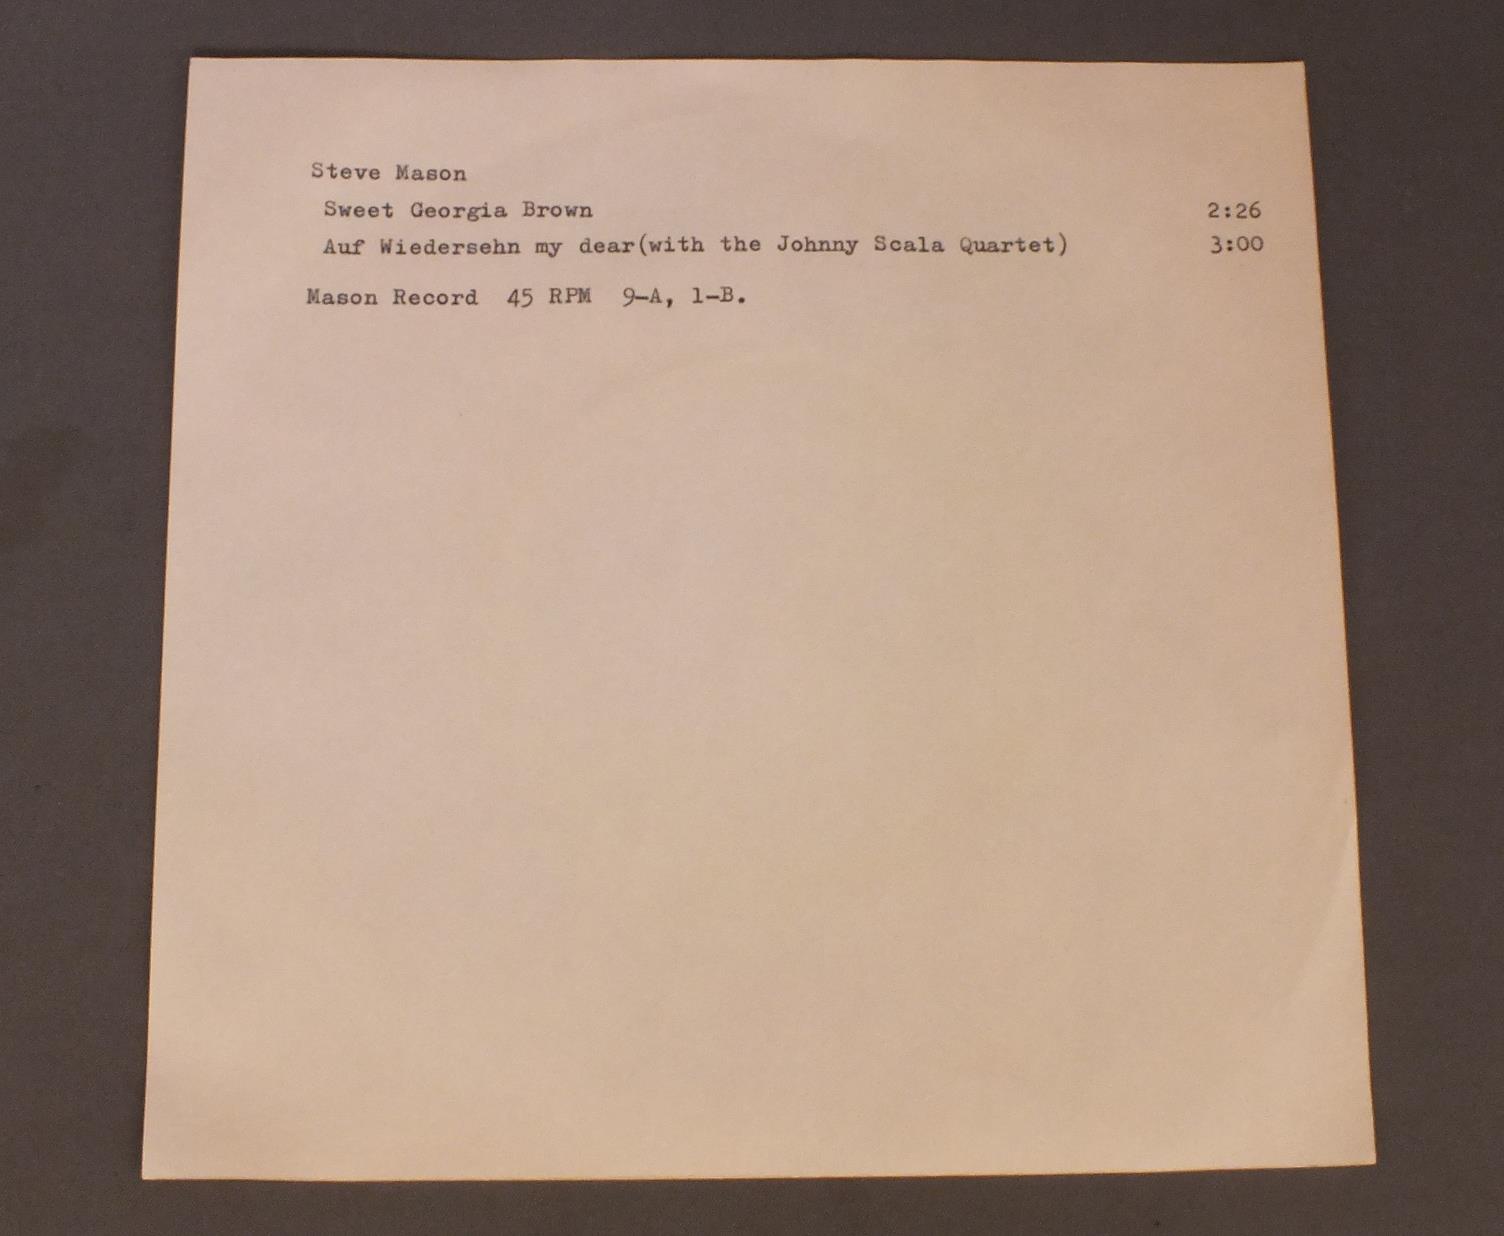 Steve Mason
Sweet Georgia Brown 2:26
Auf Wiedersehn my dear(with the Johnny Scala Quartet) 3:00
Mason Record 45 RPM 9-A, 1-B.